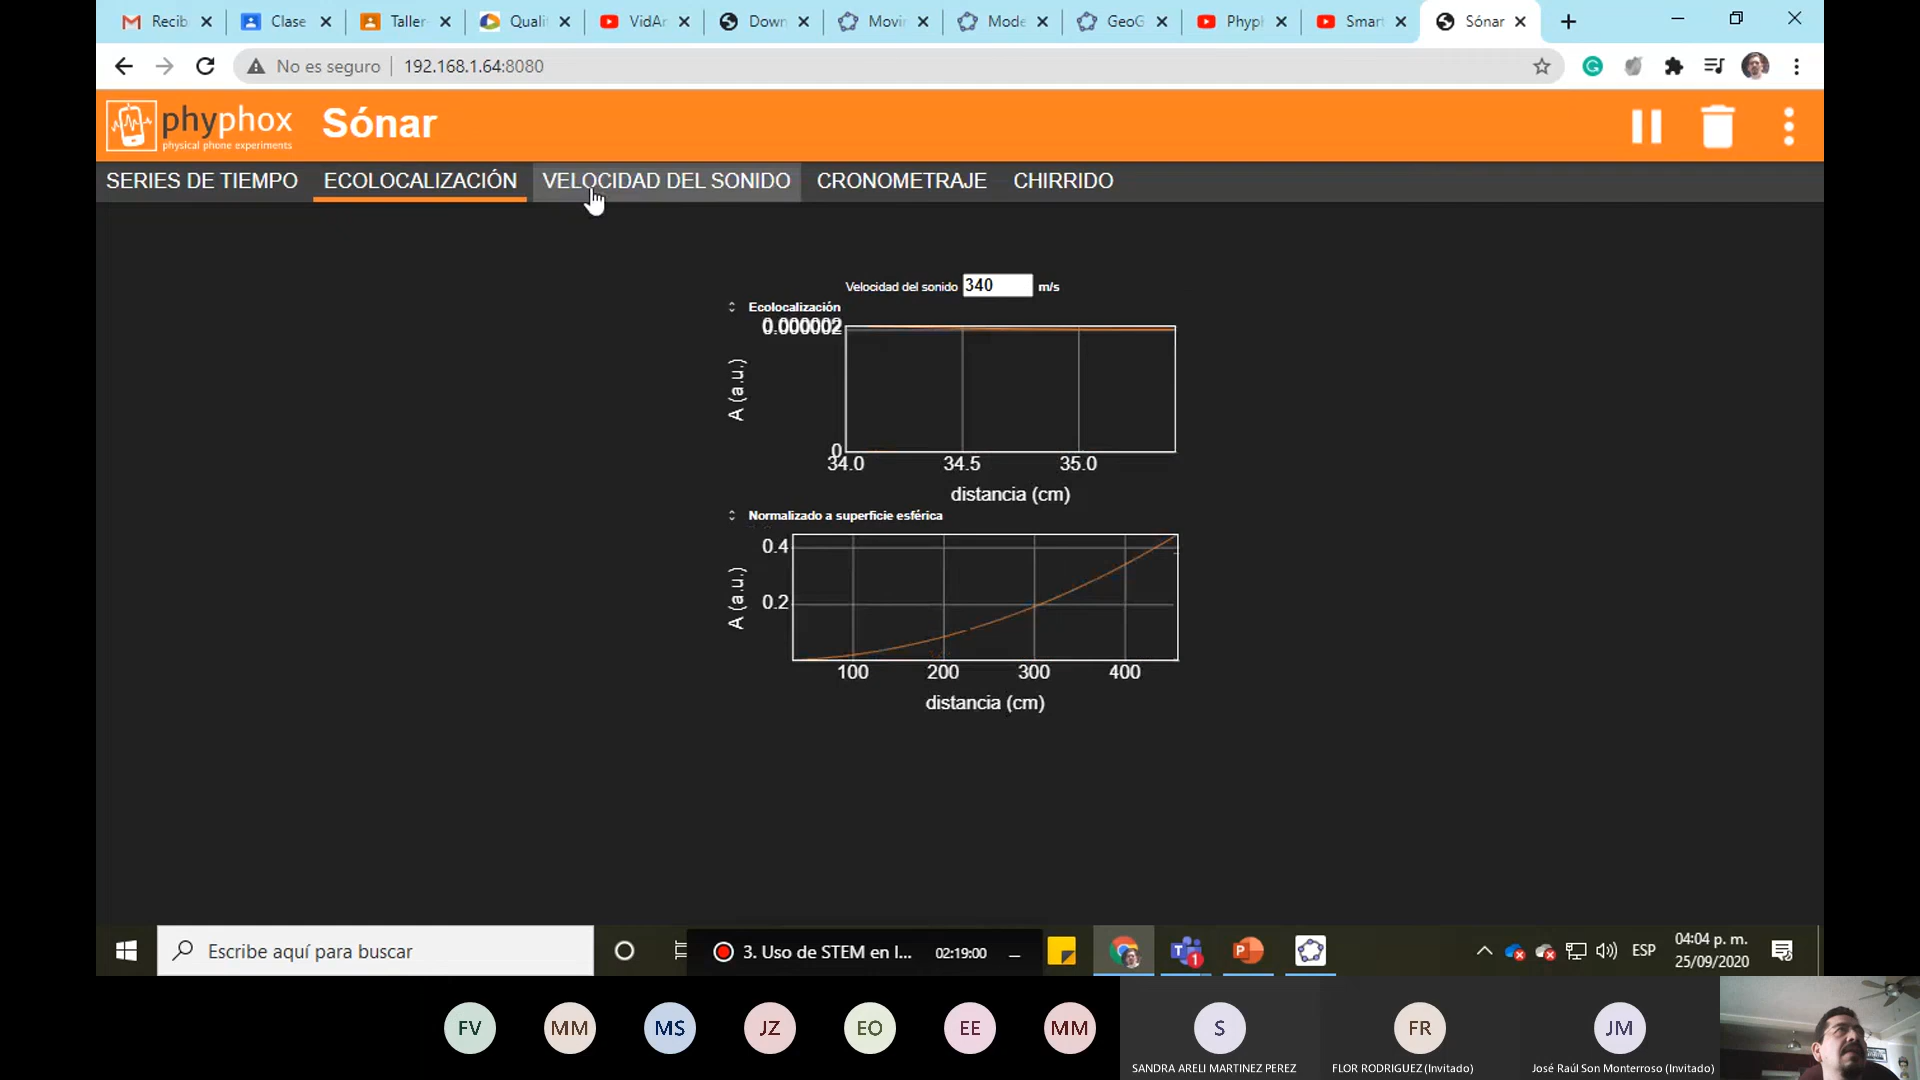 Recib
Clase
Taller
Quali
VidAr
Down
Movi
Mode
GeoG
Phyp
Smar
Sónar
No es seguro
192.168.1.64:8080
phyphox
physical phone experiments
Sónar
SERIES DE TIEMPO
ECOLOCALIZACIÓN
VELOCIDAD DEL SONIDO
CRONOMETRAJE
CHIRRIDO
Velocidad del sonido 340 m/s
Ecolocalización
0.000002
A (a.u.)
0
34.0 34.5 35.0
distancia (cm)
Normalizado a superficie esférica
0.4
A (a.u.)
0.2
100 200 300 400
distancia (cm)
Escribe aquí para buscar
3. Uso de STEM en l...
02:19:00
1
ESP
04:04 p. m.
25/09/2020
FV
MM
MS
JZ
EO
EE
MM
S
FR
JM
SANDRA ARELI MARTINEZ PEREZ
FLOR RODRIGUEZ (Invitado)
José Raúl Son Monterroso (Invitado)